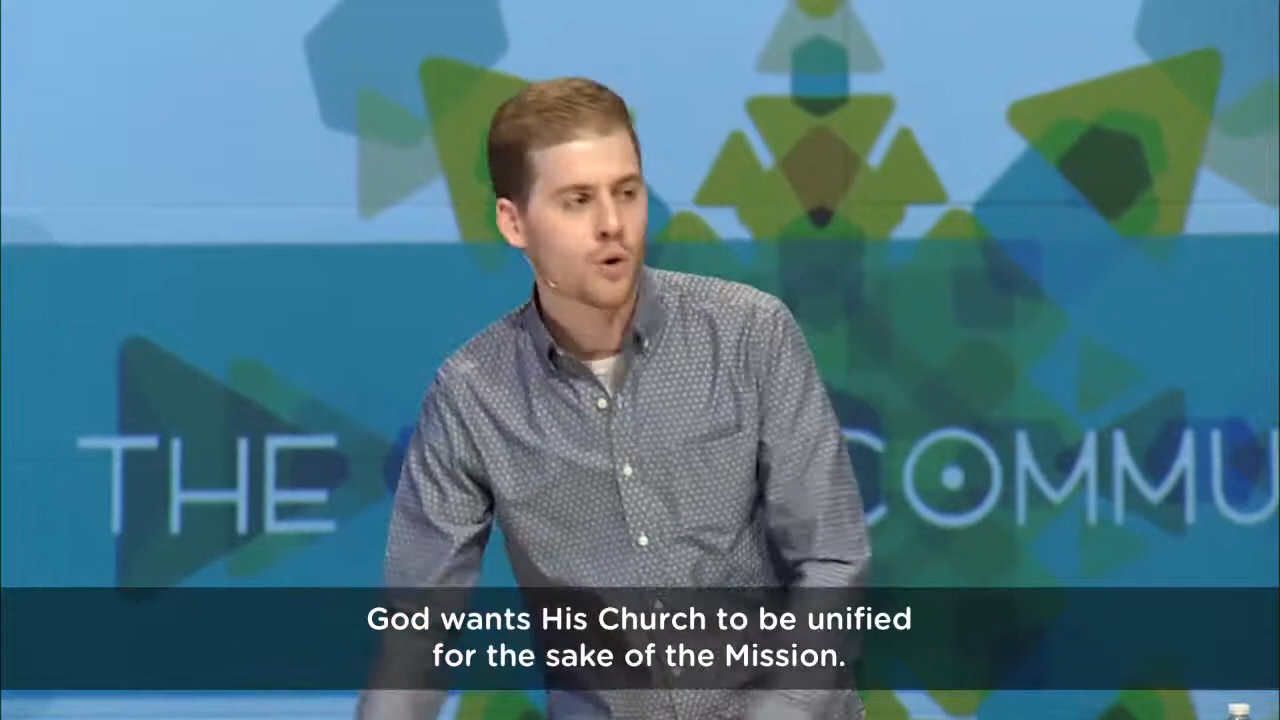 THE COMMU
God wants His Church to be unified
for the sake of the Mission.